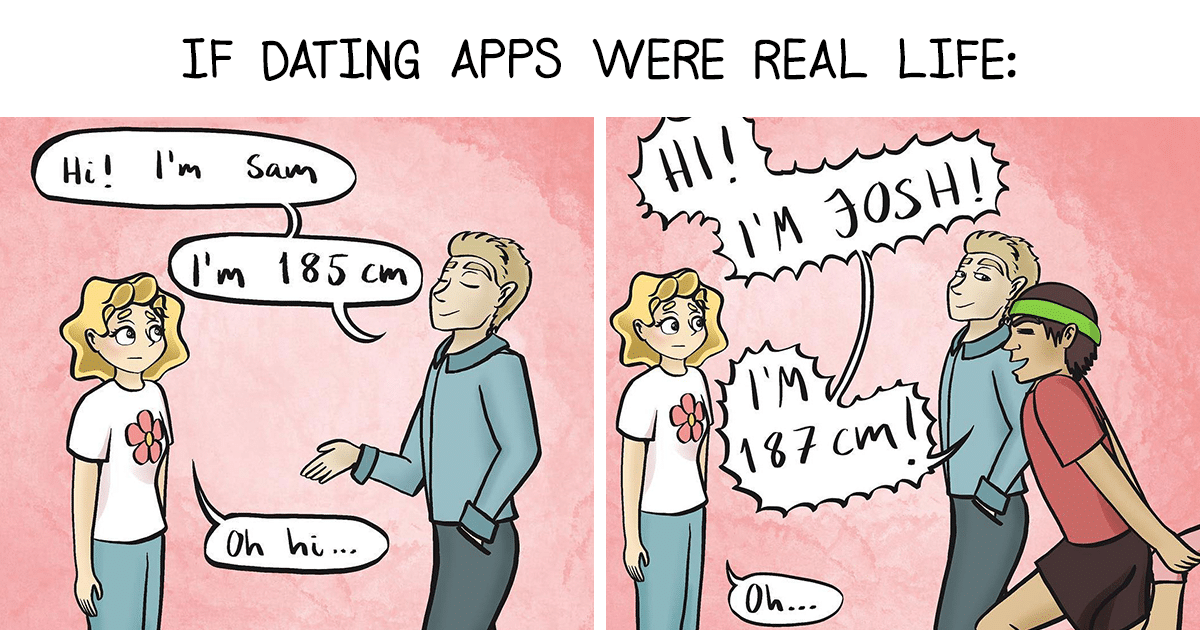 IF DATING APPS WERE REAL LIFE:
Hi! I'm Sam
I'm 185 cm
Oh hi...
HI!
I'M JOSH!
I'M
187 cm!
Oh...